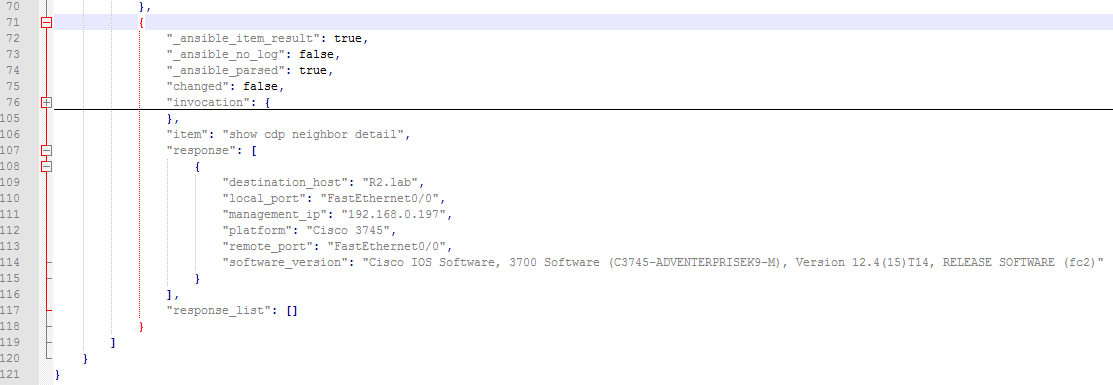 70 },
71 {
72 "_ansible_item_result": true,
73 "_ansible_no_log": false,
74 "_ansible_parsed": true,
75 "changed": false,
76 "invocation": {
105 },
106 "item": "show cdp neighbor detail",
107 "response": [
108 {
109 "destination_host": "R2.lab",
110 "local_port": "FastEthernet0/0",
111 "management_ip": "192.168.0.197",
112 "platform": "Cisco 3745",
113 "remote_port": "FastEthernet0/0",
114 "software_version": "Cisco IOS Software, 3700 Software (C3745-ADVENTERPRISEK9-M), Version 12.4(15)T14, RELEASE SOFTWARE (fc2)"
115 }
116 ],
117 "response_list": []
118 }
119 ]
120 }
121 }